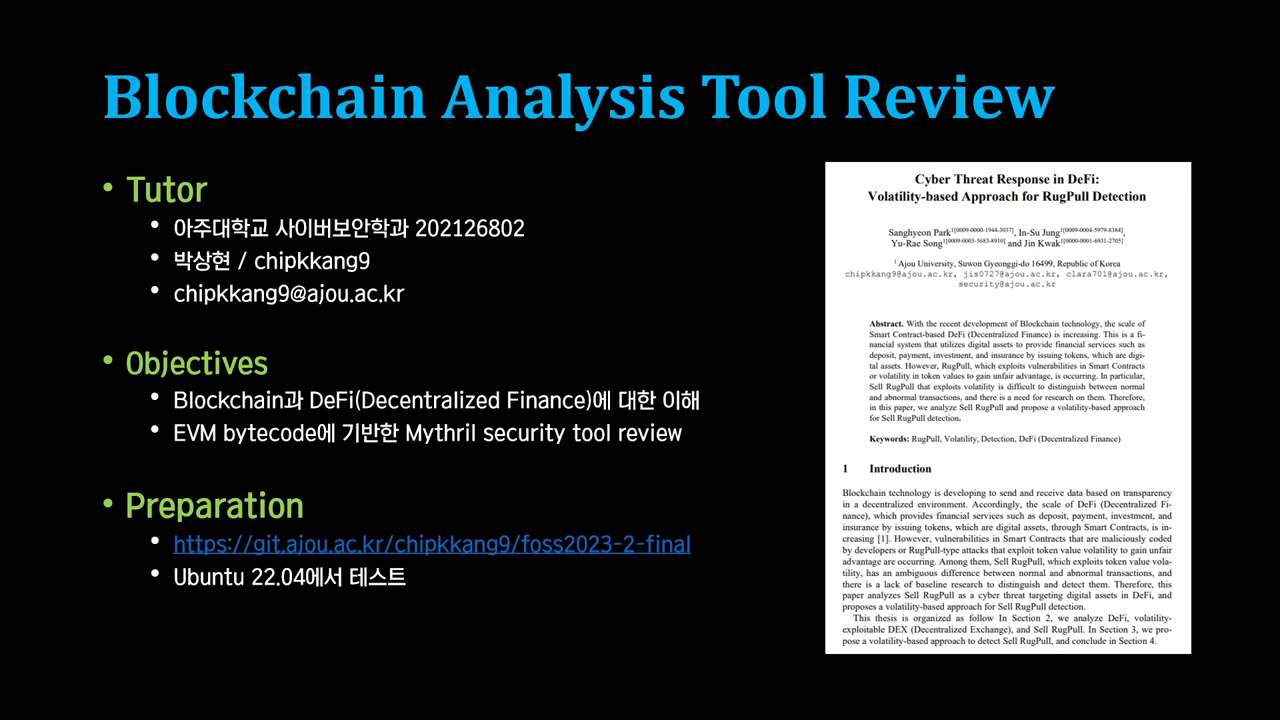 Blockchain Analysis Tool Review
• Tutor
• 아주대학교 사이버보안학과 202126802
• 박상현 / chipkkang9
• chipkkang9@ajou.ac.kr
• Objectives
• Blockchain과 DeFi(Decentralized Finance)에 대한 이해
• EVM bytecode에 기반한 Mythril security tool review
• Preparation
• https://git.ajou.ac.kr/chipkkang9/foss2023-2-final
• Ubuntu 22.04에서 테스트
Cyber Threat Response in DeFi:
Volatility-based Approach for RugPull Detection
Sanghyeon Park1[0009-0000-1944-3037], In-Su Jung1[0009-0004-5979-8384],
Yu-Rae Song1[0009-0003-5683-8910] and Jin Kwak1[0000-0001-6931-2705]
1 Ajou University, Suwon Gyeonggi-do 16499, Republic of Korea
chipkkang9@ajou.ac.kr, jis0727@ajou.ac.kr, clara701@ajou.ac.kr,
security@ajou.ac.kr
Abstract. With the recent development of Blockchain technology, the scale of
Smart Contract-based DeFi (Decentralized Finance) is increasing. This is a fi-
nancial system that utilizes digital assets to provide financial services such as
deposit, payment, investment, and insurance by issuing tokens, which are digi-
tal assets. However, RugPull, which exploits vulnerabilities in Smart Contracts
or volatility in token values to gain unfair advantage, is occurring. In particular,
Sell RugPull that exploits volatility is difficult to distinguish between normal
and abnormal transactions, and there is a need for research on them. Therefore,
in this paper, we analyze Sell RugPull and propose a volatility-based approach
for Sell RugPull detection.
Keywords: RugPull, Volatility, Detection, DeFi (Decentralized Finance)
1 Introduction
Blockchain technology is developing to send and receive data based on transparency
in a decentralized environment. Accordingly, the scale of DeFi (Decentralized Fi-
nance), which provides financial services such as deposit, payment, investment, and
insurance by issuing tokens, which are digital assets, through Smart Contracts, is in-
creasing [1]. However, vulnerabilities in Smart Contracts that are maliciously coded
by developers or RugPull-type attacks that exploit token value volatility to gain unfair
advantage are occurring. Among them, Sell RugPull, which exploits token value vola-
tility, has an ambiguous difference between normal and abnormal transactions, and
there is a lack of baseline research to distinguish and detect them. Therefore, this
paper analyzes Sell RugPull as a cyber threat targeting digital assets in DeFi, and
proposes a volatility-based approach for Sell RugPull detection.
This thesis is organized as follow In Section 2, we analyze DeFi, volatility-
exploitable DEX (Decentralized Exchange), and Sell RugPull. In Section 3, we pro-
pose a volatility-based approach to detect Sell RugPull, and conclude in Section 4.